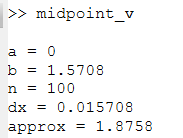 >> midpoint_v
a = 0
b = 1.5708
n = 100
dx = 0.015708
approx = 1.8758